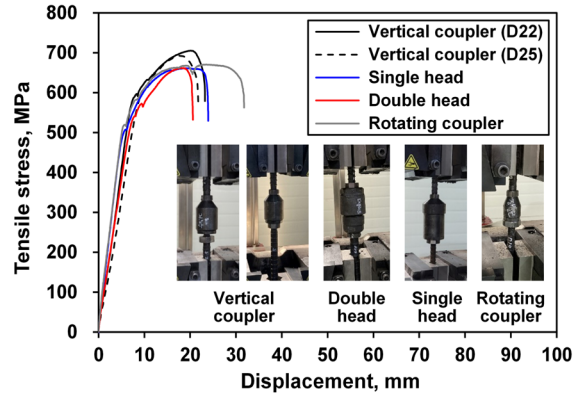 Tensile stress, MPa
800
700
600
500
400
300
200
100
0
Vertical coupler (D22)
Vertical coupler (D25)
Single head
Double head
Rotating coupler
Vertical
coupler
Double
head
Single
head
Rotating
coupler
0 10 20 30 40 50 60 70 80 90 100
Displacement, mm